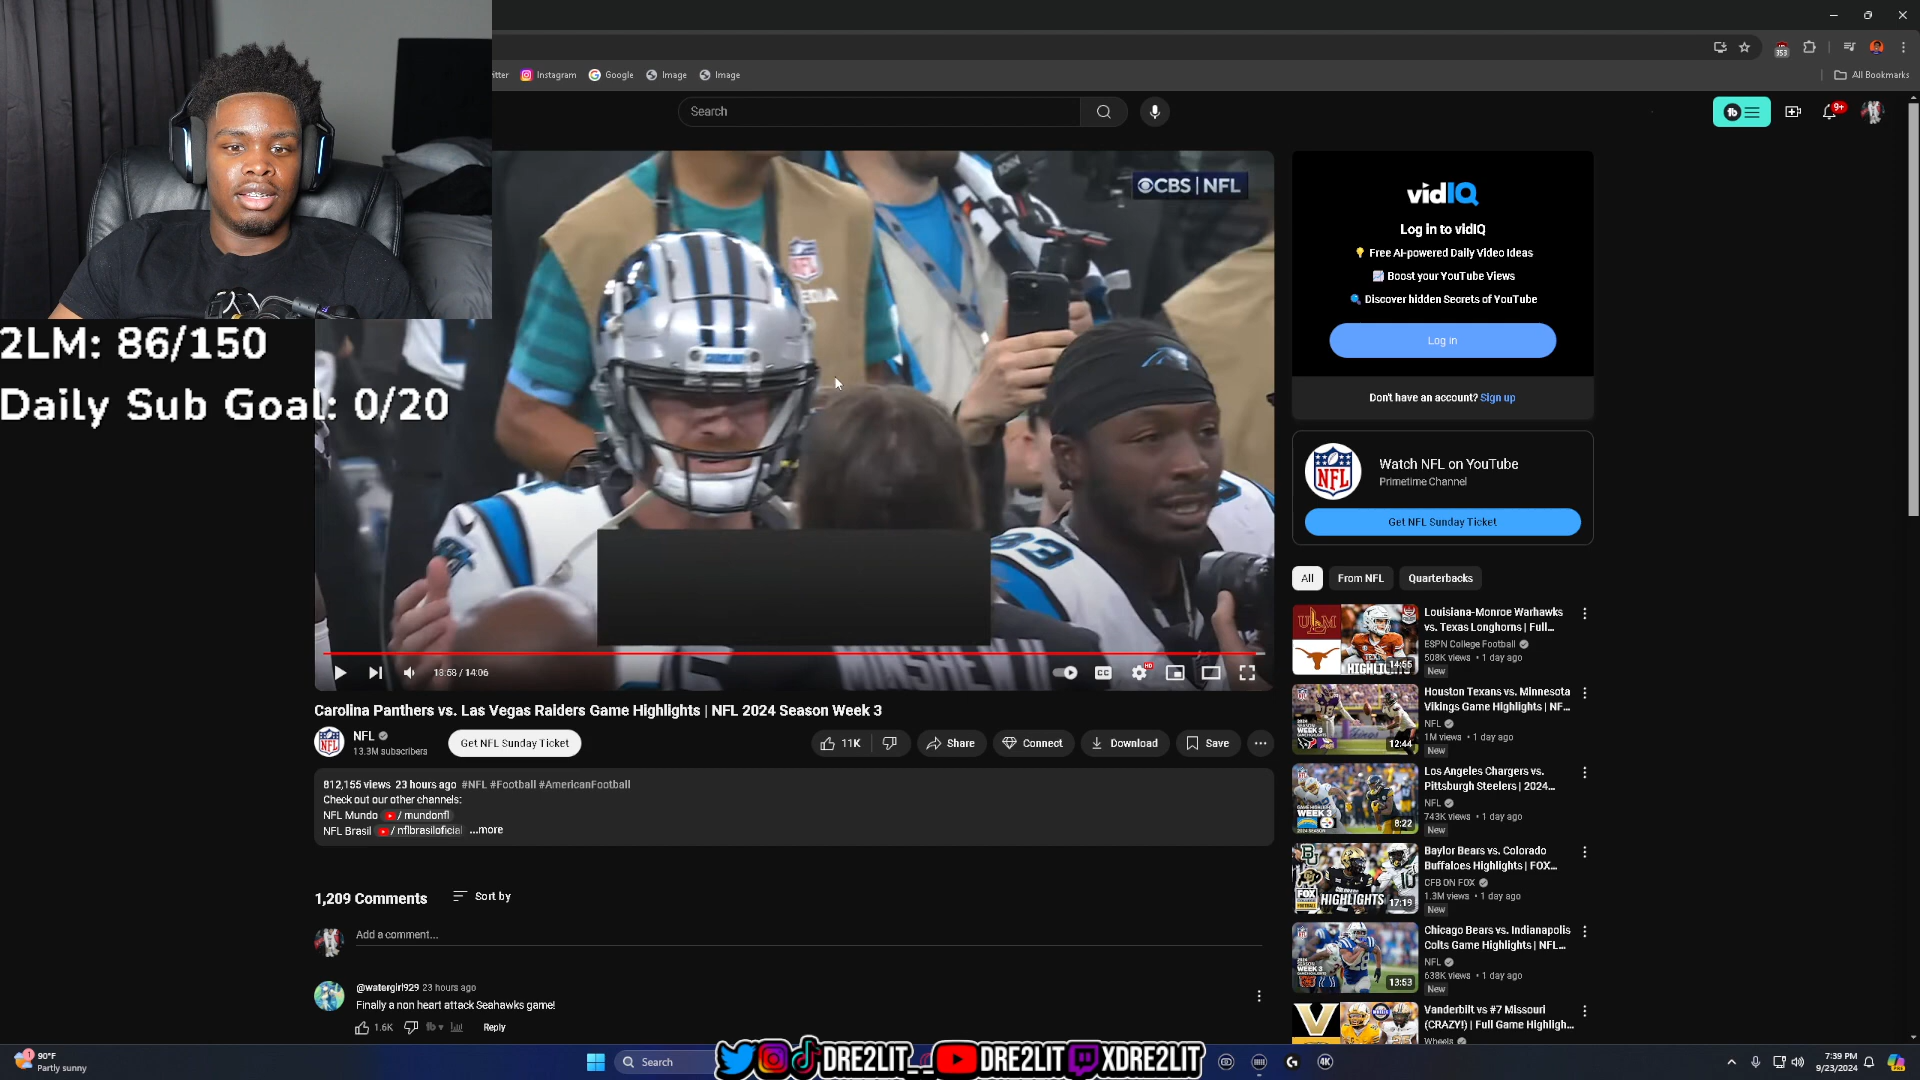 itter
Instagram
Google
Image
Image
All Bookmarks
353
Search
9+
CBS | NFL
2LM: 86/150
Daily Sub Goal: 0/20
13:58 / 14:06
Carolina Panthers vs. Las Vegas Raiders Game Highlights | NFL 2024 Season Week 3
NFL
13.3M subscribers
Get NFL Sunday Ticket
11K
Share
Connect
Download
Save
812,155 views 23 hours ago #NFL #Football #AmericanFootball
Check out our other channels:
NFL Mundo / mundonfl
NFL Brasil / nflbrasiloficial ...more
1,209 Comments
Sort by
Add a comment...
@watergirl929 23 hours ago
Finally a non heart attack Seahawks game!
1.6K
Reply
vidIQ
Log in to vidIQ
Free AI-powered Daily Video Ideas
Boost your YouTube Views
Discover hidden Secrets of YouTube
Log in
Don't have an account? Sign up
NFL
Watch NFL on YouTube
Primetime Channel
Get NFL Sunday Ticket
All
From NFL
Quarterbacks
14:55
Louisiana-Monroe Warhawks
vs. Texas Longhorns | Full...
ESPN College Football
508K views • 1 day ago
New
12:44
Houston Texans vs. Minnesota
Vikings Game Highlights | NF...
NFL
1M views • 1 day ago
New
WEEK 3
8:22
Los Angeles Chargers vs.
Pittsburgh Steelers | 2024...
NFL
743K views • 1 day ago
New
HIGHLIGHTS
17:19
Baylor Bears vs. Colorado
Buffaloes Highlights | FOX...
CFB ON FOX
1.3M views • 1 day ago
New
WEEK 3
13:53
Chicago Bears vs. Indianapolis
Colts Game Highlights | NFL...
NFL
638K views • 1 day ago
New
Vanderbilt vs #7 Missouri
(CRAZY!) | Full Game Highligh...
Wheels
90°F
Partly sunny
Search
DRE2LIT__
DRE2LIT
XDRE2LIT
4K
7:39 PM
9/23/2024